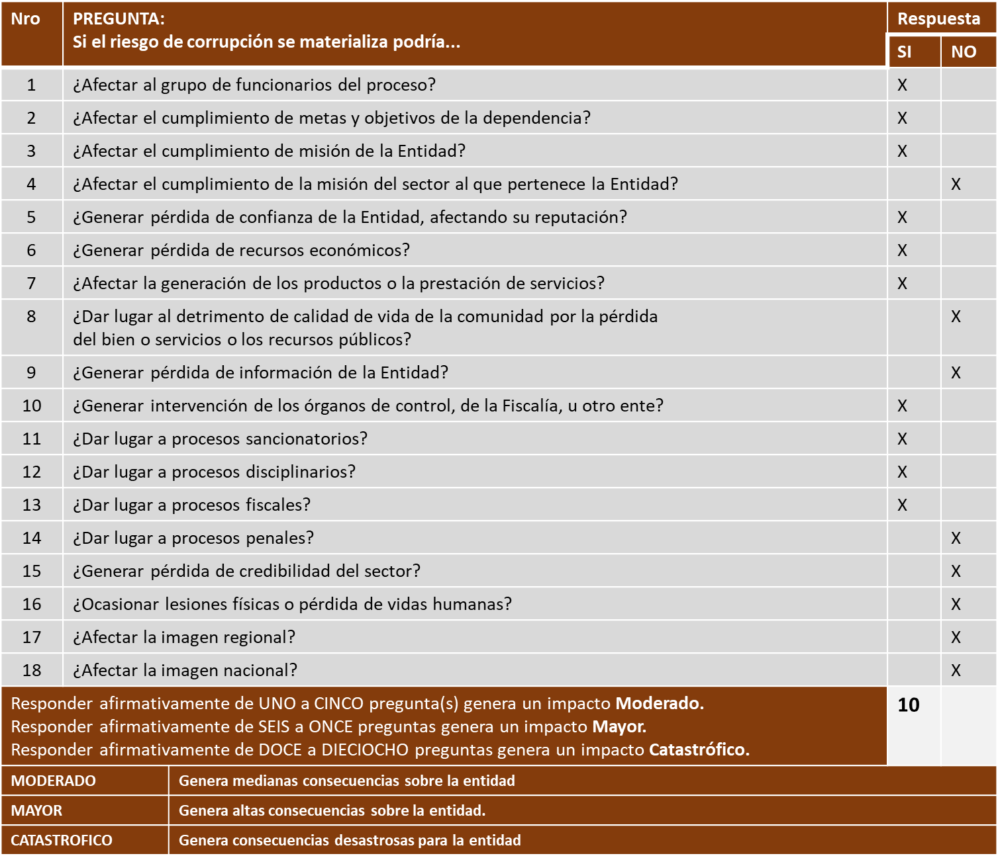 Nro PREGUNTA: Respuesta
Si el riesgo de corrupción se materializa podría...
SI NO
1 ¿Afectar al grupo de funcionarios del proceso? X
2 ¿Afectar el cumplimiento de metas y objetivos de la dependencia? X
3 ¿Afectar el cumplimiento de misión de la Entidad? X
4 ¿Afectar el cumplimiento de la misión del sector al que pertenece la Entidad? X
5 ¿Generar pérdida de confianza de la Entidad, afectando su reputación? X
6 ¿Generar pérdida de recursos económicos? X
7 ¿Afectar la generación de los productos o la prestación de servicios? X
8 ¿Dar lugar al detrimento de calidad de vida de la comunidad por la pérdida X
del bien o servicios o los recursos públicos?
9 ¿Generar pérdida de información de la Entidad? X
10 ¿Generar intervención de los órganos de control, de la Fiscalía, u otro ente? X
11 ¿Dar lugar a procesos sancionatorios? X
12 ¿Dar lugar a procesos disciplinarios? X
13 ¿Dar lugar a procesos fiscales? X
14 ¿Dar lugar a procesos penales? X
15 ¿Generar pérdida de credibilidad del sector? X
16 ¿Ocasionar lesiones físicas o pérdida de vidas humanas? X
17 ¿Afectar la imagen regional? X
18 ¿Afectar la imagen nacional? X
Responder afirmativamente de UNO a CINCO pregunta(s) genera un impacto Moderado. 10
Responder afirmativamente de SEIS a ONCE preguntas genera un impacto Mayor.
Responder afirmativamente de DOCE a DIECIOCHO preguntas genera un impacto Catastrófico.
MODERADO Genera medianas consecuencias sobre la entidad
MAYOR Genera altas consecuencias sobre la entidad.
CATASTROFICO Genera consecuencias desastrosas para la entidad